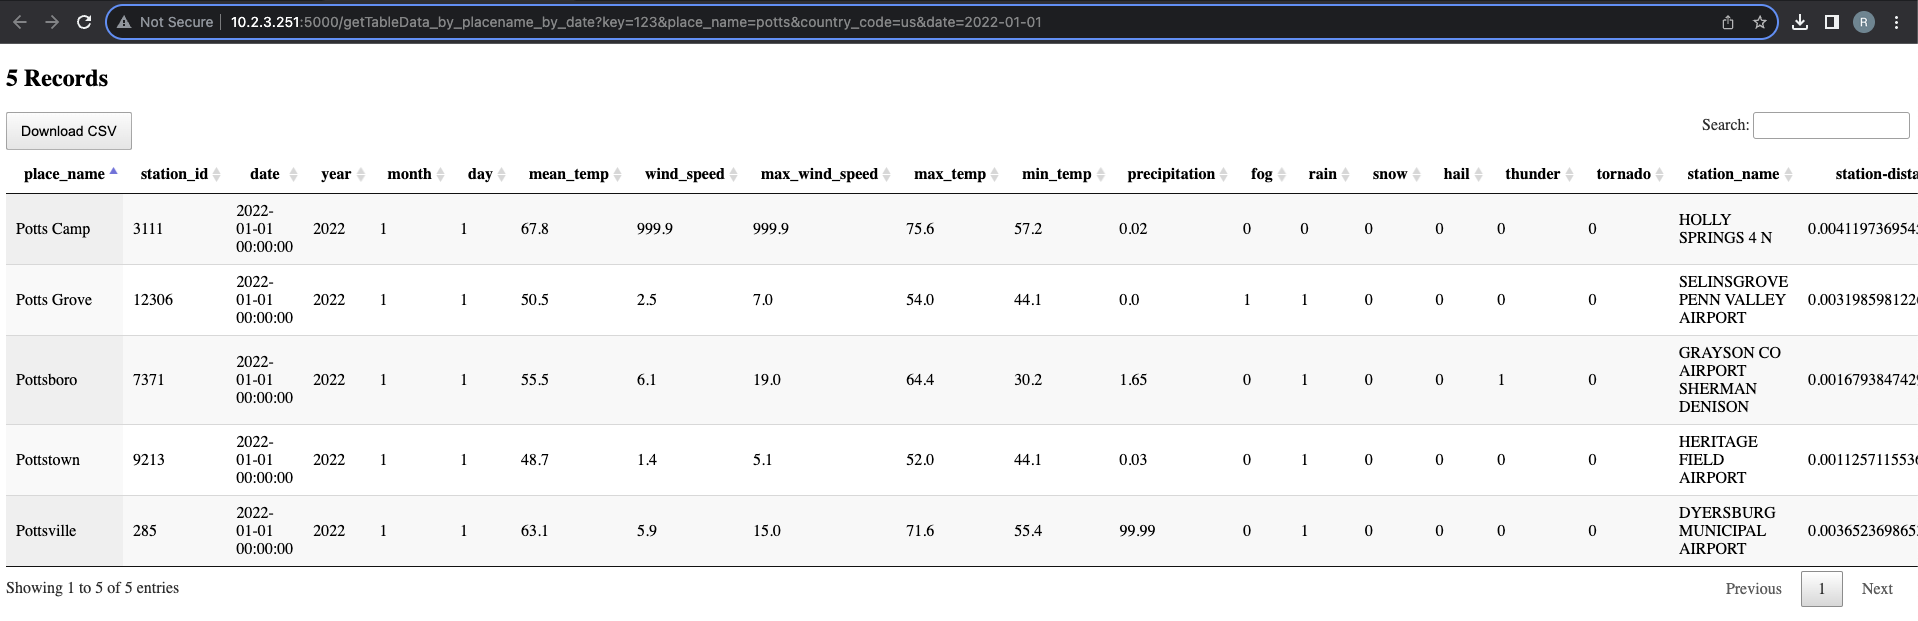 Not Secure 10.2.3.251:5000/getTableData_by_placename_by_date?key=123&place_name=potts&country_code=us&date=2022-01-01 R
5 Records
Download CSV Search:
place_name station_id date year month day mean_temp wind_speed max_wind_speed max_temp min_temp precipitation fog rain snow hail thunder tornado station_name station-dista
Potts Camp 3111 2022-01-01 00:00:00 2022 1 1 67.8 999.9 999.9 75.6 57.2 0.02 0 0 0 0 0 0 HOLLY SPRINGS 4 N 0.004119736954
Potts Grove 12306 2022-01-01 00:00:00 2022 1 1 50.5 2.5 7.0 54.0 44.1 0.0 1 1 0 0 0 0 SELINSGROVE PENN VALLEY AIRPORT 0.003198598122
Pottsboro 7371 2022-01-01 00:00:00 2022 1 1 55.5 6.1 19.0 64.4 30.2 1.65 0 1 0 0 1 0 GRAYSON CO AIRPORT SHERMAN DENISON 0.001679384742
Pottstown 9213 2022-01-01 00:00:00 2022 1 1 48.7 1.4 5.1 52.0 44.1 0.03 0 1 0 0 0 0 HERITAGE FIELD AIRPORT 0.001125711553
Pottsville 285 2022-01-01 00:00:00 2022 1 1 63.1 5.9 15.0 71.6 55.4 99.99 0 1 0 0 0 0 DYERSBURG MUNICIPAL AIRPORT 0.003652369865
Showing 1 to 5 of 5 entries Previous 1 Next